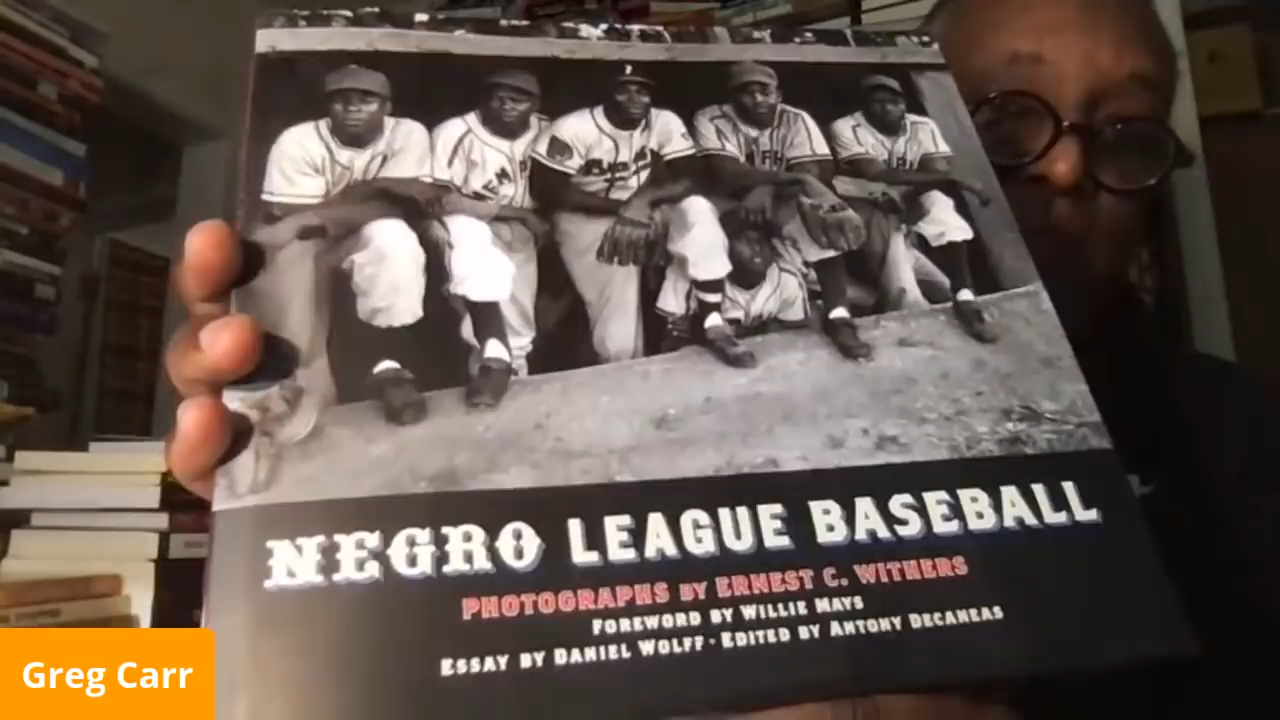 NEGRO LEAGUE BASEBALL
PHOTOGRAPHS BY ERNEST C. WITHERS
FOREWORD BY WILLIE MAYS
ESSAY BY DANIEL WOLFF · EDITED BY ANTONY DECANEAS
Greg Carr